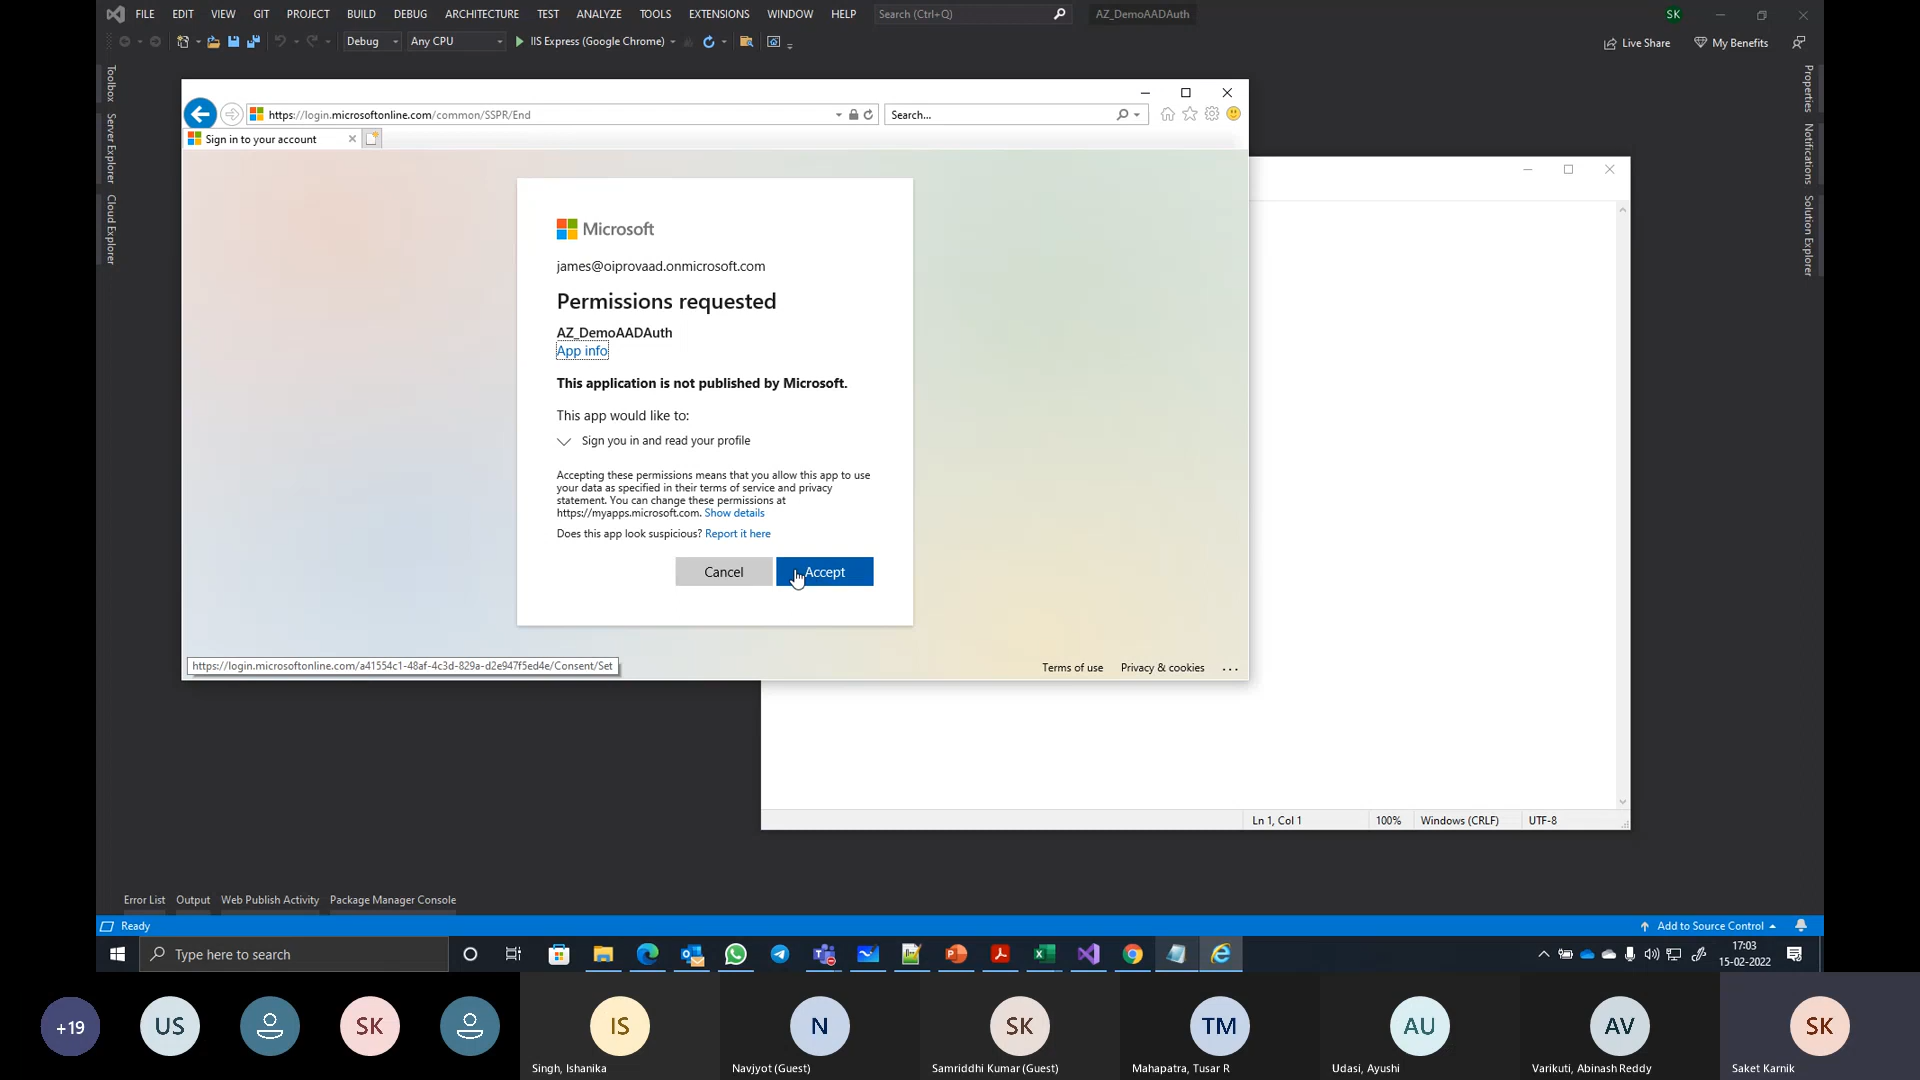 FILE EDIT VIEW GIT PROJECT BUILD DEBUG ARCHITECTURE TEST ANALYZE TOOLS EXTENSIONS WINDOW HELP Search (Ctrl+Q) AZ_DemoAADAuth SK
Debug Any CPU IIS Express (Google Chrome) Live Share My Benefits
Toolbox
Server Explorer
Cloud Explorer
Properties
Notifications
Solution Explorer
https://login.microsoftonline.com/common/SSPR/End Search...
Sign in to your account
Microsoft
james@oiprovaad.onmicrosoft.com
Permissions requested
AZ_DemoAADAuth
App info
This application is not published by Microsoft.
This app would like to:
Sign you in and read your profile
Accepting these permissions means that you allow this app to use
your data as specified in their terms of service and privacy
statement. You can change these permissions at
https://myapps.microsoft.com. Show details
Does this app look suspicious? Report it here
Cancel Accept
https://login.microsoftonline.com/a41554c1-48af-4c3d-829a-d2e947f5ed4e/Consent/Set
Terms of use Privacy & cookies ...
Ln 1, Col 1 100% Windows (CRLF) UTF-8
Error List Output Web Publish Activity Package Manager Console
Ready Add to Source Control
Type here to search
17:03
15-02-2022
+19 US SK IS N SK TM AU AV SK
Singh, Ishanika Navjyot (Guest) Samriddhi Kumar (Guest) Mahapatra, Tusar R Udasi, Ayushi Varikuti, Abinash Reddy Saket Karnik